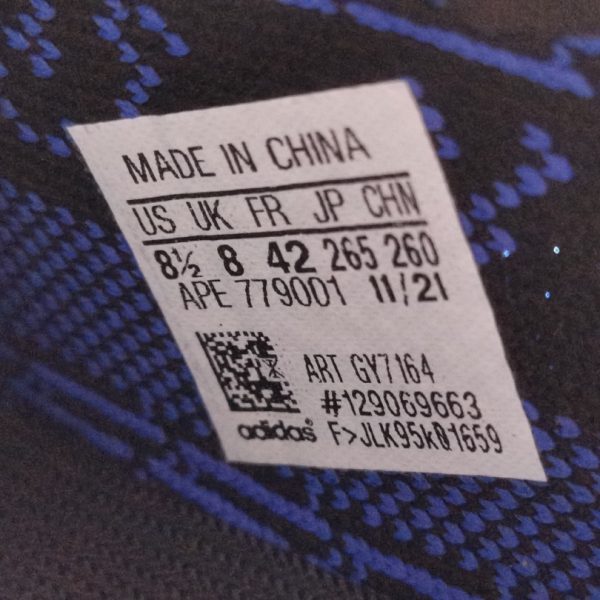 MADE IN CHINA
US UK FR JP CHN
8½ 8 42 265 260
APE 779001 11/21
ART GV7164
#129069663
adidas® F>JLK95k01659